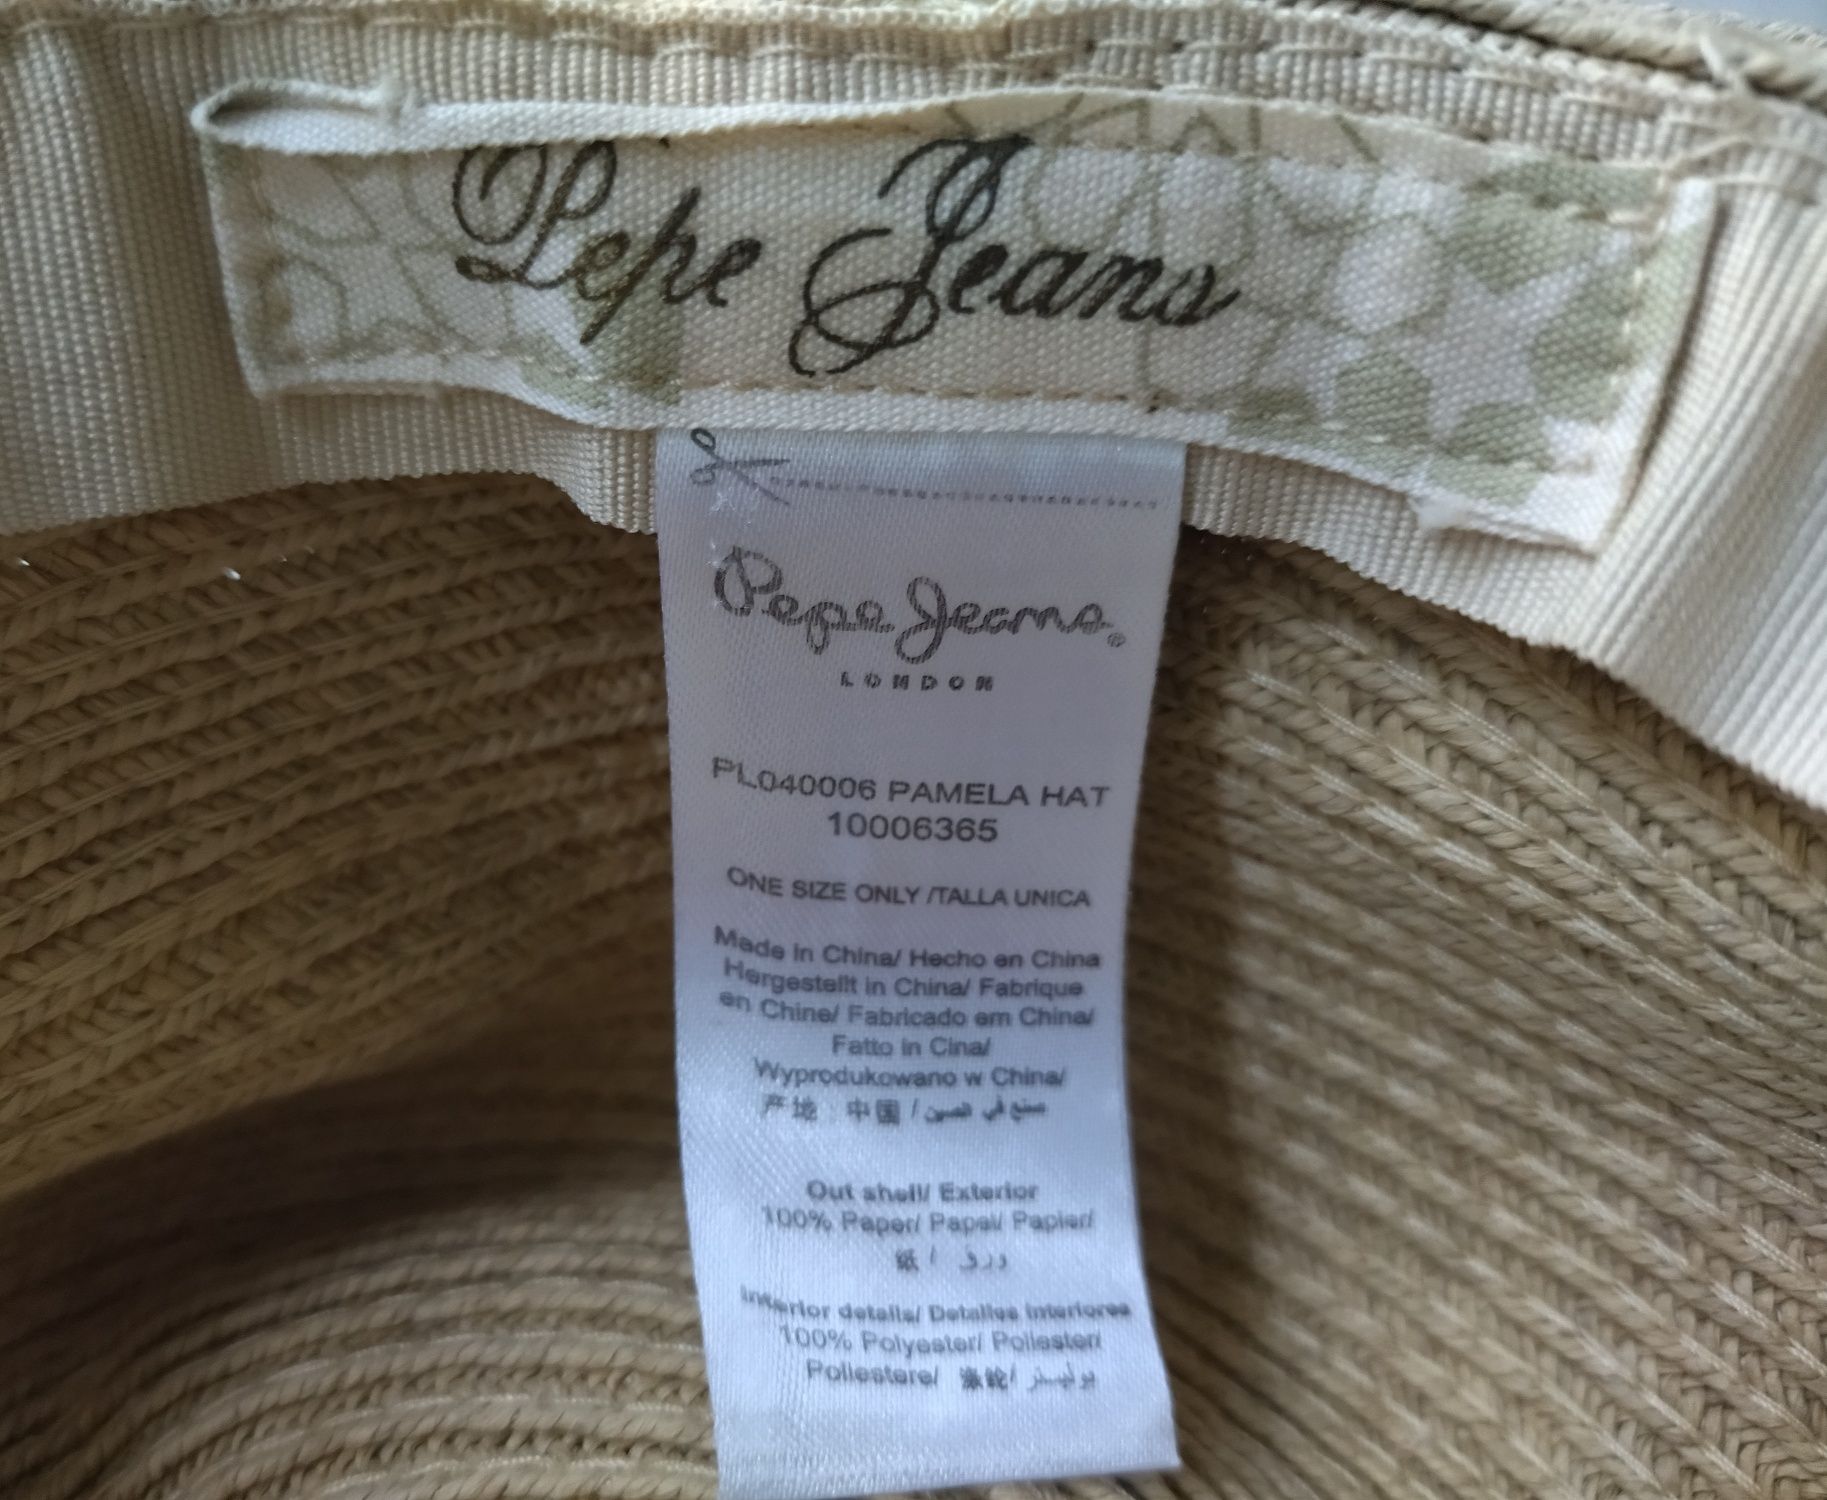 Pepe Jeans
Pepe Jeans®
LONDON
PL040006 PAMELA HAT
10006365
ONE SIZE ONLY /TALLA UNICA
Made in China/ Hecho en China
Hergestellt in China/ Fabrique
en Chine/ Fabricado em China/
Fatto in Cina/
Wyprodukowano w China/
产地：中国 / صنع في الصين
Out shell/ Exterior
100% Paper/ Papel/ Papier/
纸 / ورق
Interior details/ Detalles interiores
100% Polyester/ Poliester/
Poliestere/ 涤纶/ بوليستر